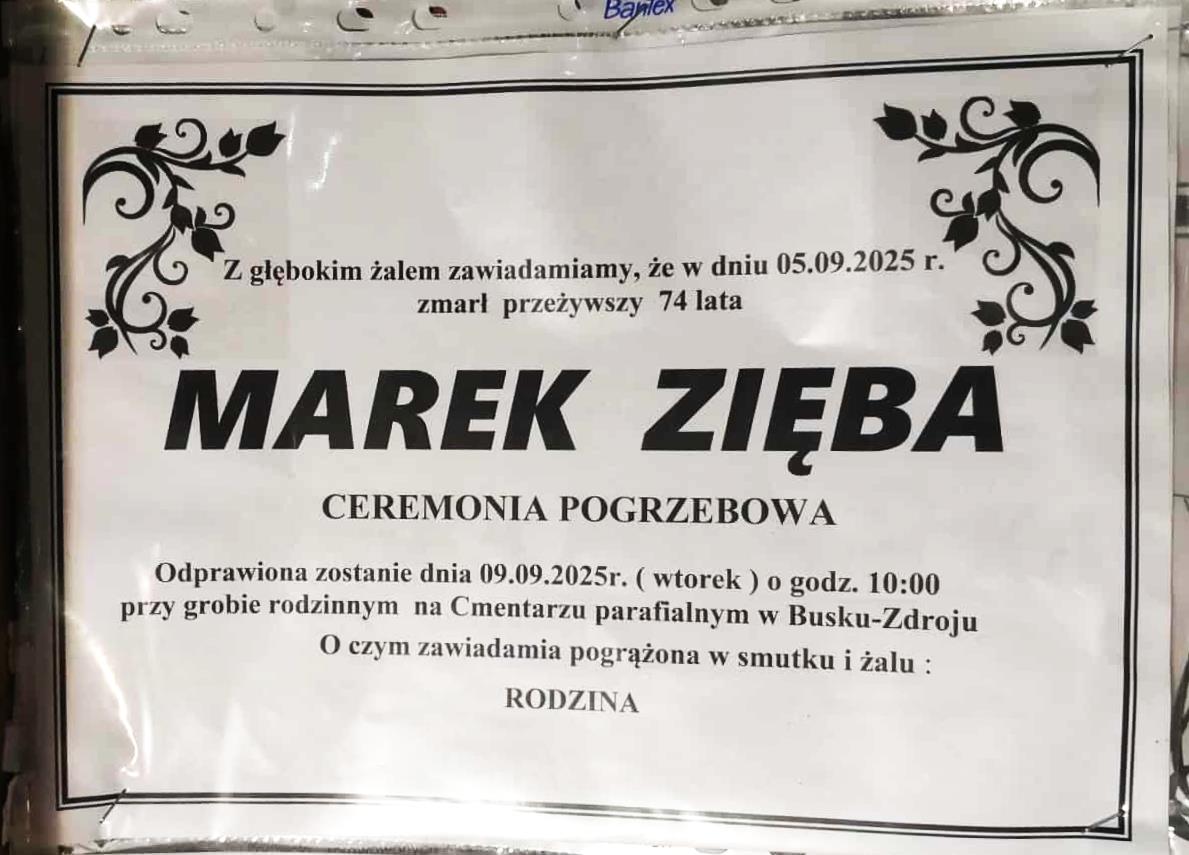 Bantex
Z głębokim żalem zawiadamiamy, że w dniu 05.09.2025 r.
zmarł przeżywszy 74 lata
MAREK ZIĘBA
CEREMONIA POGRZEBOWA
Odprawiona zostanie dnia 09.09.2025r. ( wtorek ) o godz. 10:00
przy grobie rodzinnym na Cmentarzu parafialnym w Busku-Zdroju
O czym zawiadamia pogrążona w smutku i żalu :
RODZINA